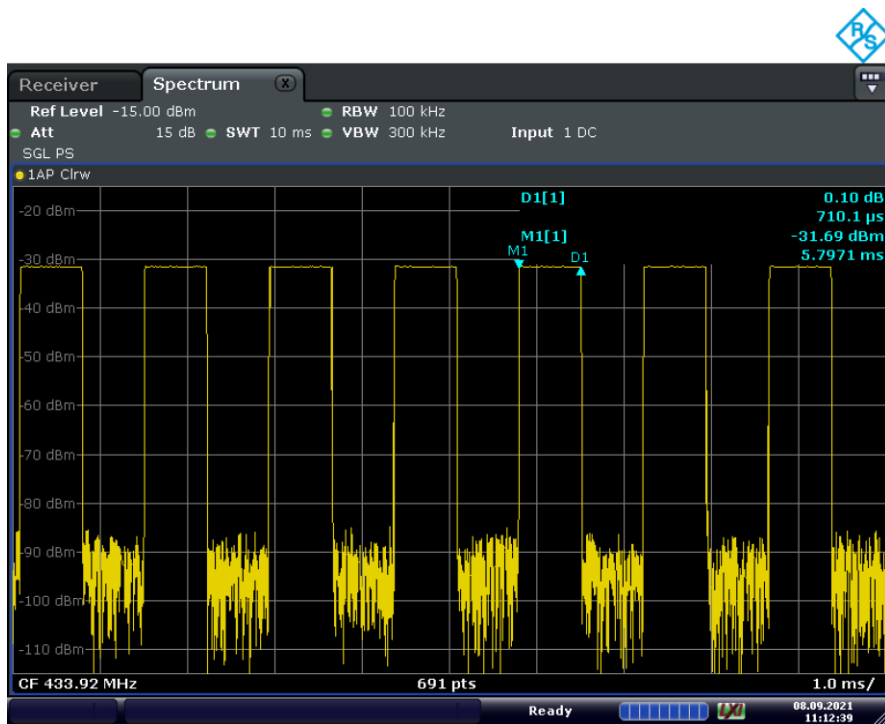 R/S
Receiver Spectrum X
Ref Level -15.00 dBm RBW 100 kHz
Att 15 dB SWT 10 ms VBW 300 kHz Input 1 DC
SGL PS
1AP Clrw
D1[1] 0.10 dB
710.1 µs
M1[1] -31.69 dBm
5.7971 ms
M1
D1
-20 dBm
-30 dBm
-40 dBm
-50 dBm
-60 dBm
-70 dBm
-80 dBm
-90 dBm
-100 dBm
-110 dBm
CF 433.92 MHz 691 pts 1.0 ms/
Ready LXI 08.09.2021
11:12:39